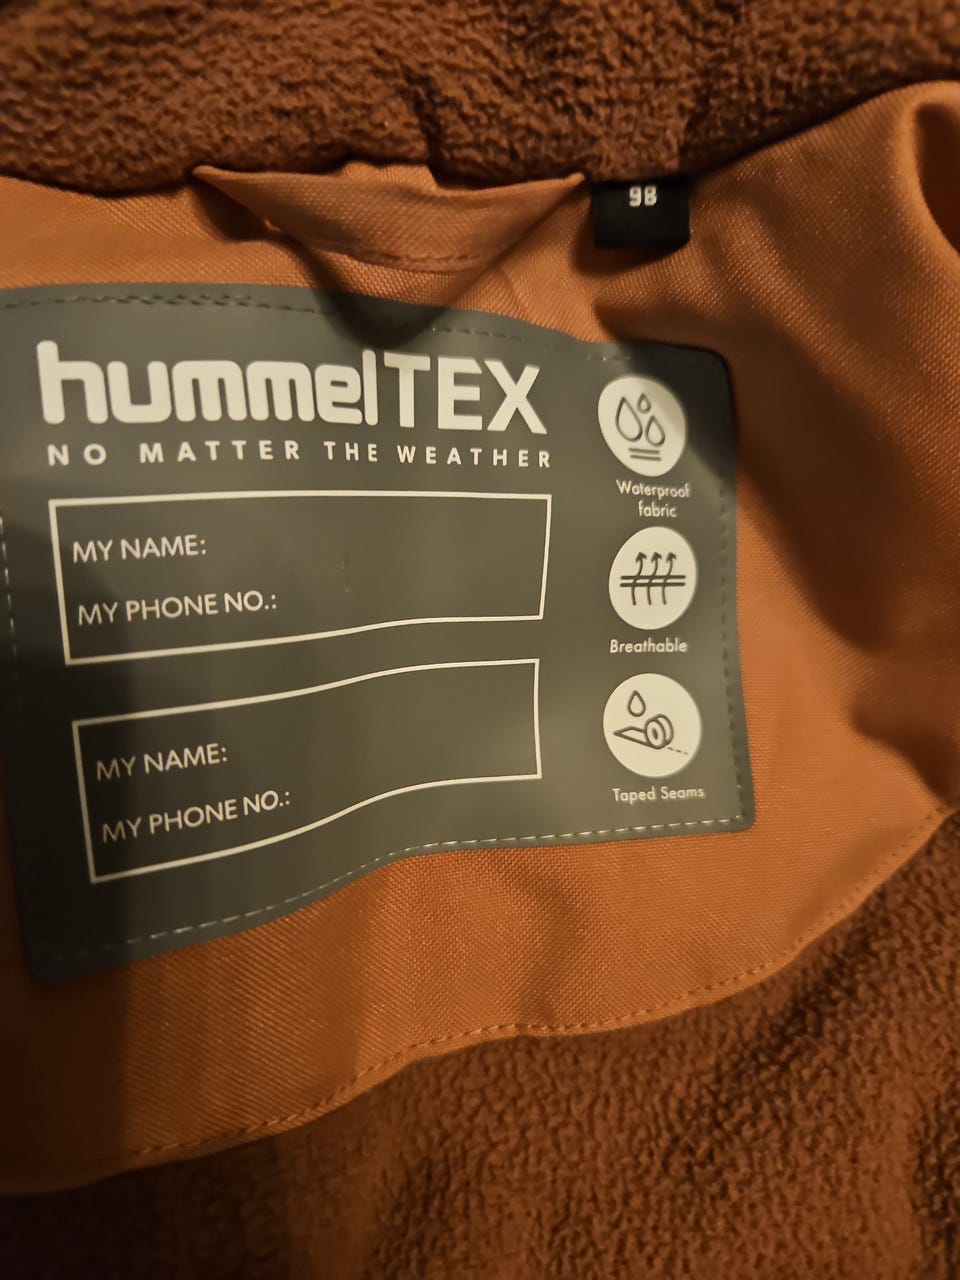 98
hummelTEX
NO MATTER THE WEATHER
MY NAME:
MY PHONE NO.:
MY NAME:
MY PHONE NO.:
Waterproof
fabric
Breathable
Taped Seams